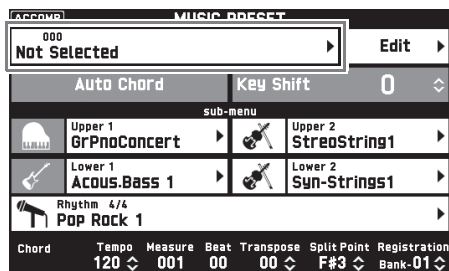 ACCOMP MUSIC PRESET
000
Not Selected
Edit
Auto Chord Key Shift 0
sub-menu
Upper 1 Upper 2
GrPnoConcert StreoString1
Lower 1 Lower 2
Acous.Bass 1 Syn-Strings1
Rhythm 4/4
Pop Rock 1
Chord Tempo Measure Beat Transpose Split Point Registration
120 001 00 00 F#3 Bank-01